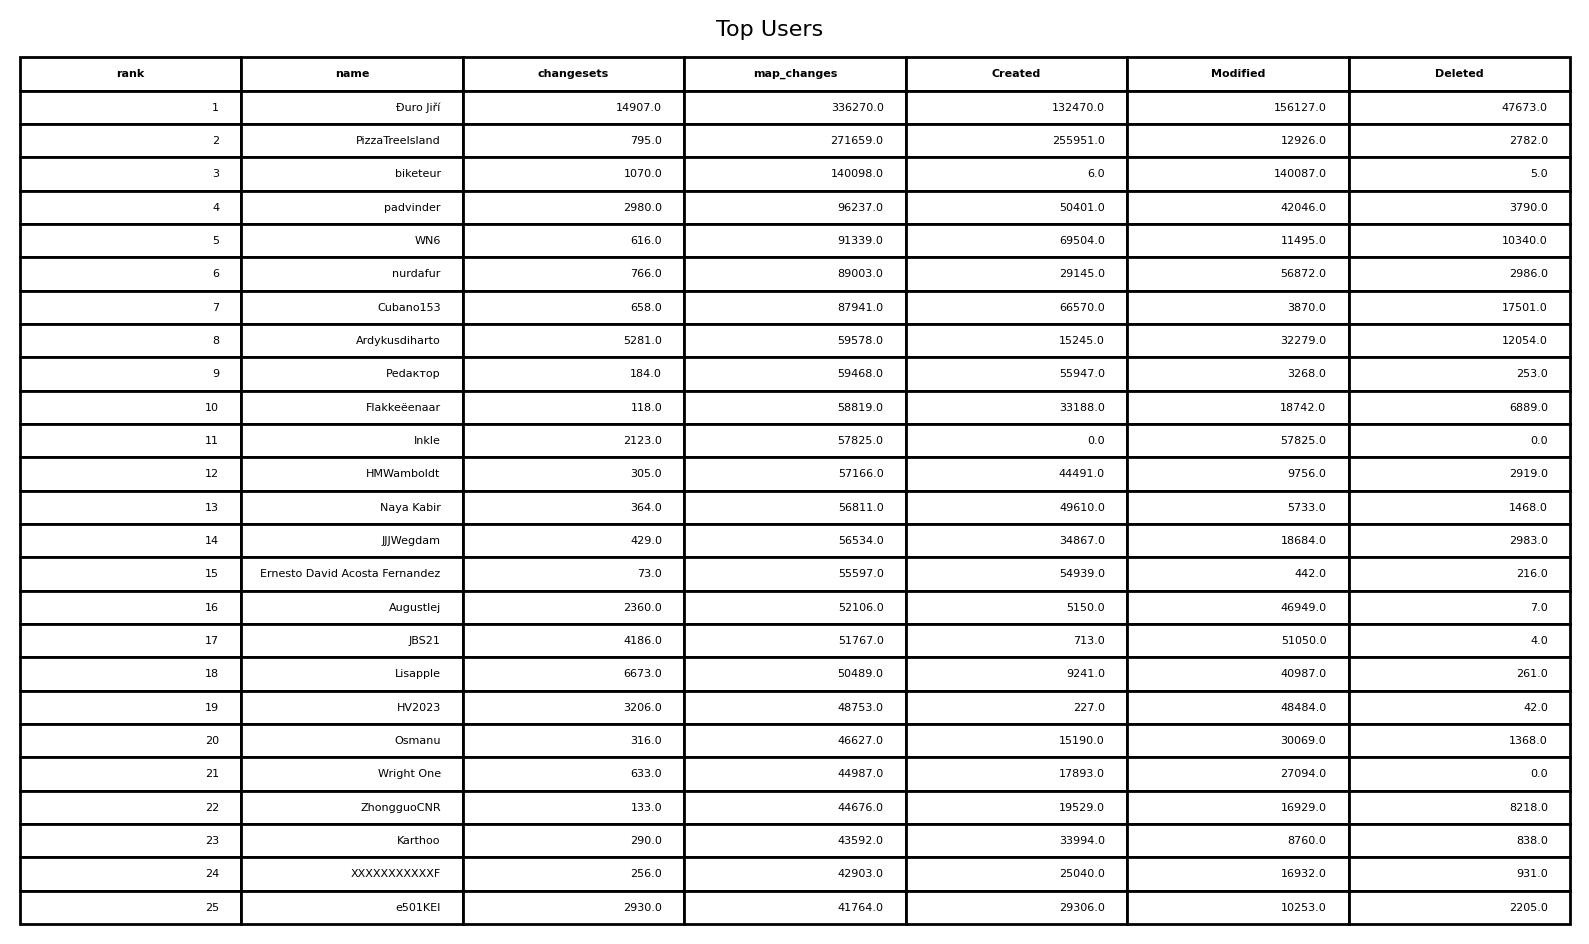 Top Users
rank name changesets map_changes Created Modified Deleted
1 Đuro Jiří 14907.0 336270.0 132470.0 156127.0 47673.0
2 PizzaTreeIsland 795.0 271659.0 255951.0 12926.0 2782.0
3 biketeur 1070.0 140098.0 6.0 140087.0 5.0
4 padvinder 2980.0 96237.0 50401.0 42046.0 3790.0
5 WN6 616.0 91339.0 69504.0 11495.0 10340.0
6 nurdafur 766.0 89003.0 29145.0 56872.0 2986.0
7 Cubano153 658.0 87941.0 66570.0 3870.0 17501.0
8 Ardykusdiharto 5281.0 59578.0 15245.0 32279.0 12054.0
9 Редакτор 184.0 59468.0 55947.0 3268.0 253.0
10 Flakkeëenaar 118.0 58819.0 33188.0 18742.0 6889.0
11 Inkle 2123.0 57825.0 0.0 57825.0 0.0
12 HMWamboldt 305.0 57166.0 44491.0 9756.0 2919.0
13 Naya Kabir 364.0 56811.0 49610.0 5733.0 1468.0
14 JJJWegdam 429.0 56534.0 34867.0 18684.0 2983.0
15 Ernesto David Acosta Fernandez 73.0 55597.0 54939.0 442.0 216.0
16 Augustlej 2360.0 52106.0 5150.0 46949.0 7.0
17 JBS21 4186.0 51767.0 713.0 51050.0 4.0
18 Lisapple 6673.0 50489.0 9241.0 40987.0 261.0
19 HV2023 3206.0 48753.0 227.0 48484.0 42.0
20 Osmanu 316.0 46627.0 15190.0 30069.0 1368.0
21 Wright One 633.0 44987.0 17893.0 27094.0 0.0
22 ZhongguoCNR 133.0 44676.0 19529.0 16929.0 8218.0
23 Karthoo 290.0 43592.0 33994.0 8760.0 838.0
24 XXXXXXXXXXXF 256.0 42903.0 25040.0 16932.0 931.0
25 e501KEI 2930.0 41764.0 29306.0 10253.0 2205.0